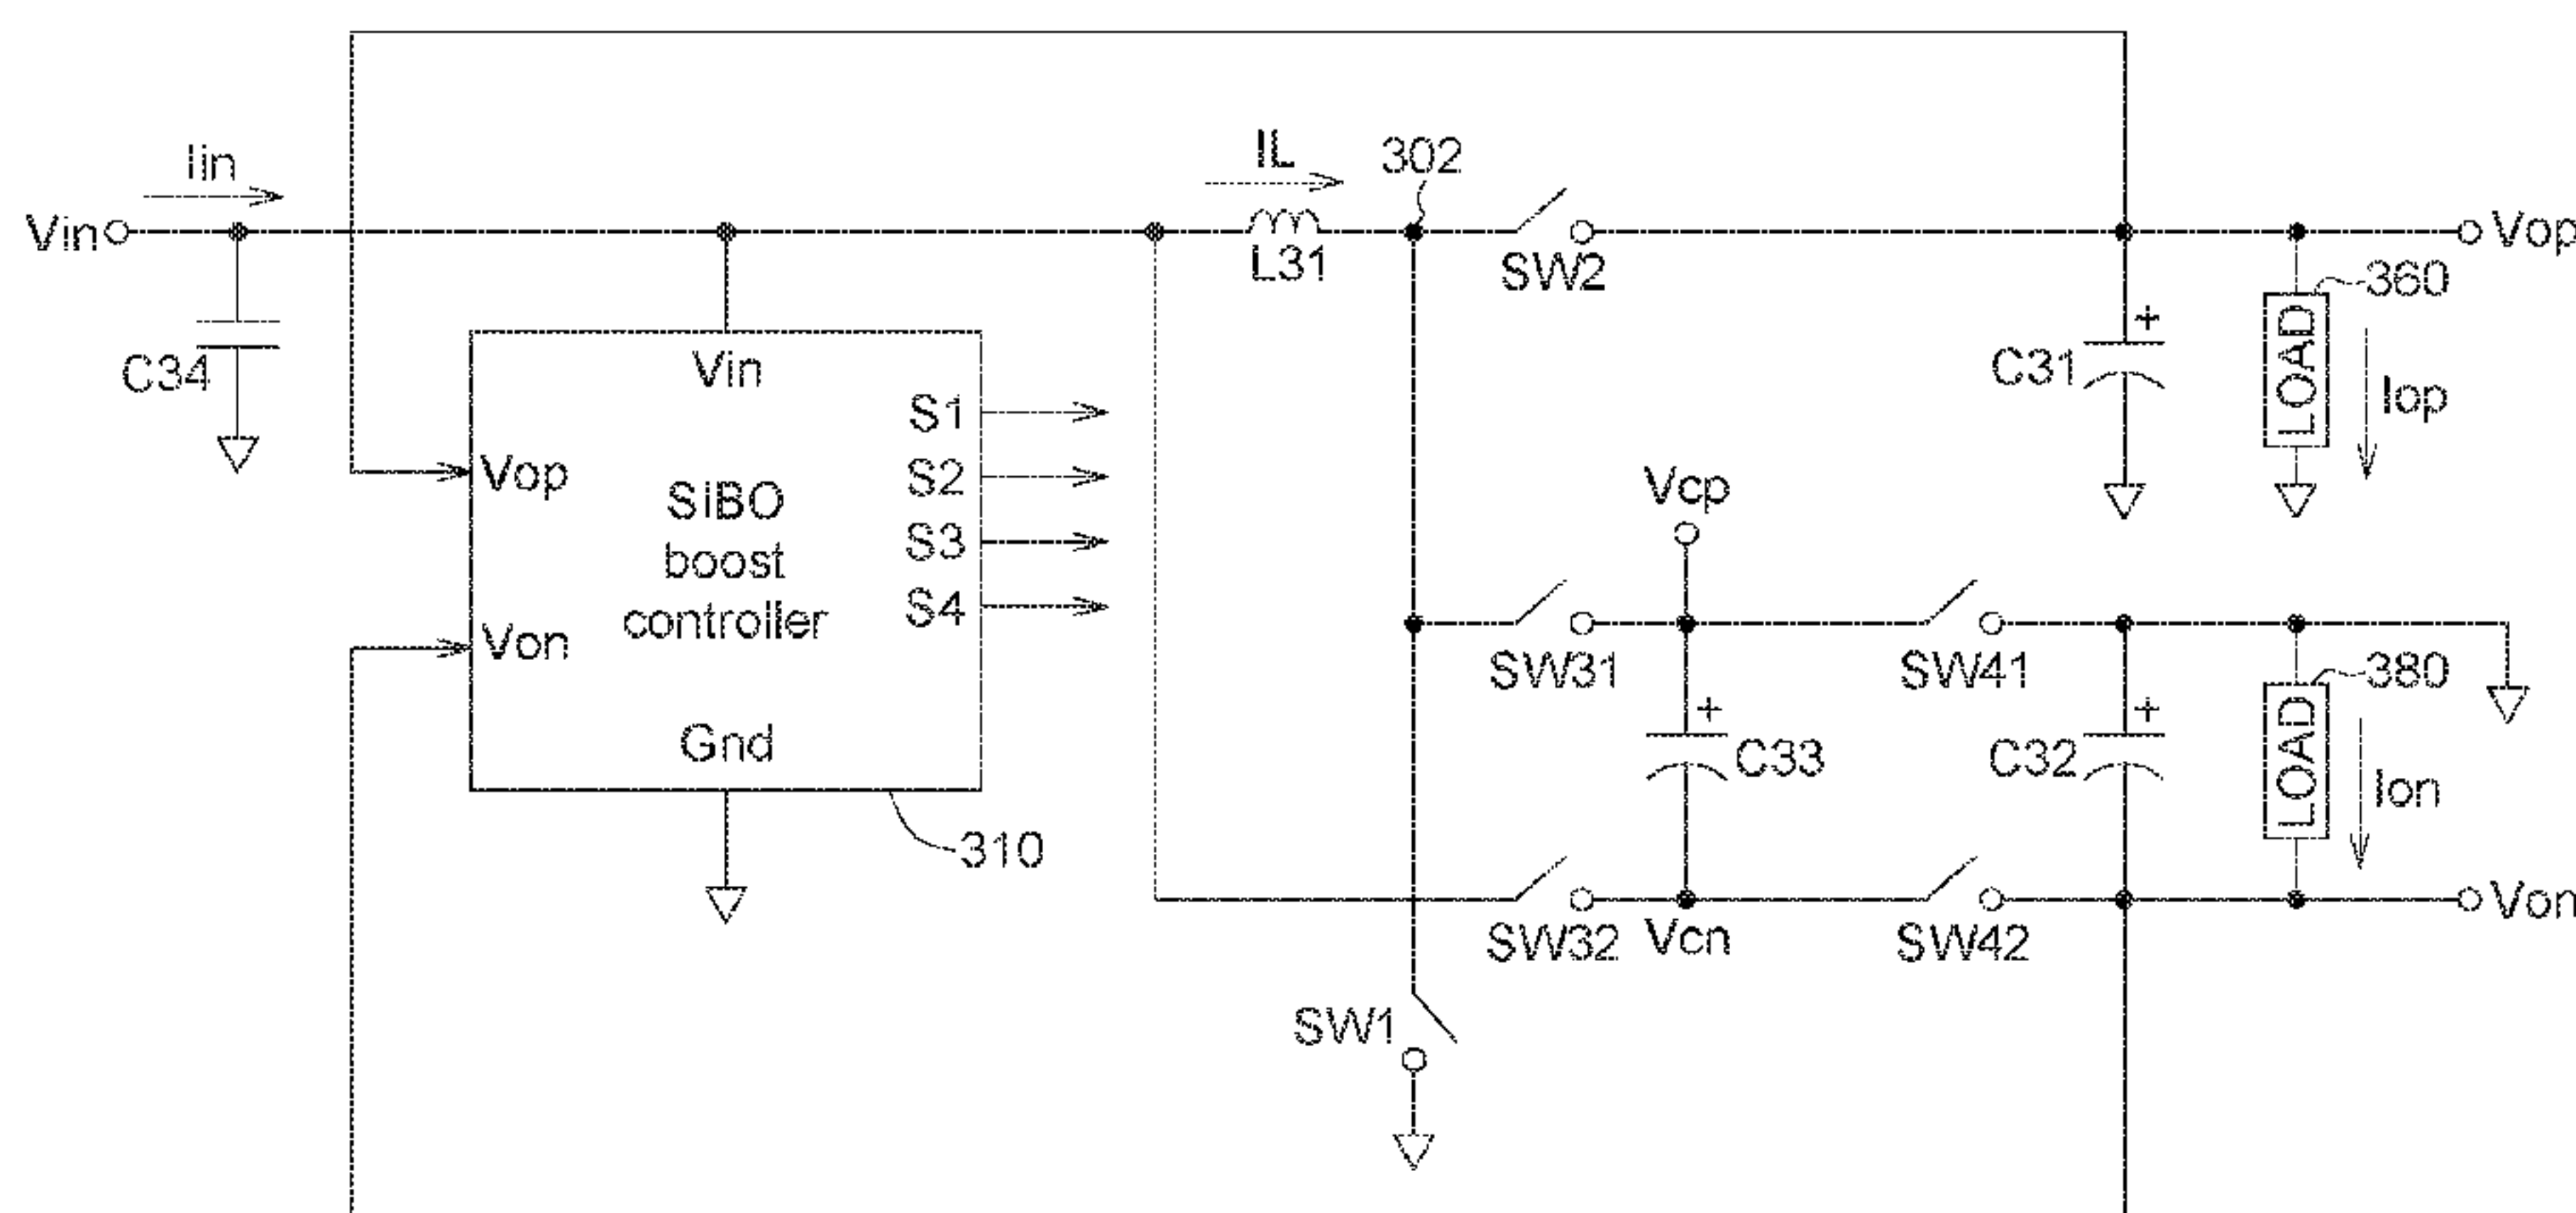 Iin
IL
302
Vin
Vop
L31
SW2
360
C34
Vin
C31
LOAD
Iop
S1
Vop
S2
SiBO
boost
controller
S3
S4
Vcp
Von
SW31
SW41
380
Gnd
C33
C32
LOAD
Ion
310
SW32
Vcn
SW42
Von
SW1